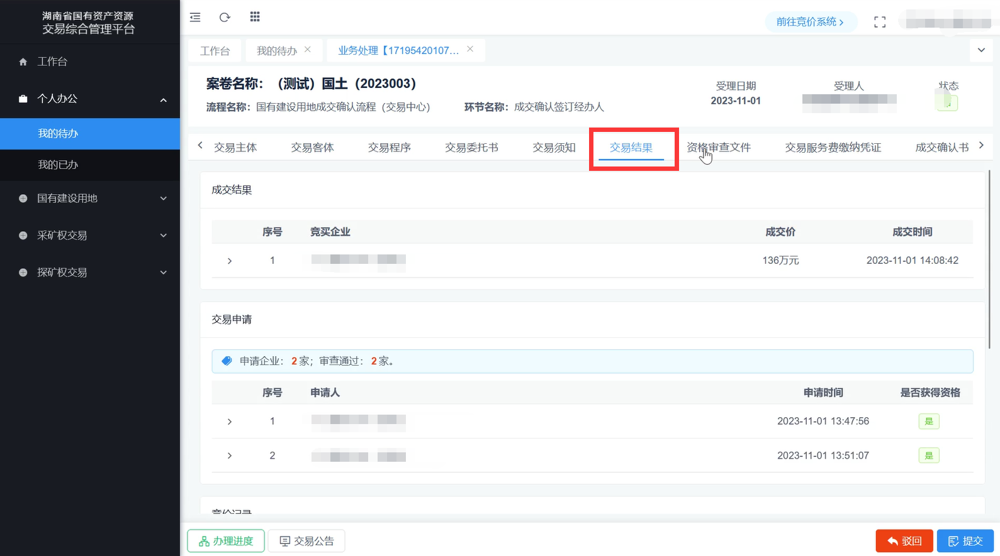 湖南省国有资产资源
交易综合管理平台
工作台
个人办公
我的待办
我的已办
国有建设用地
采矿权交易
探矿权交易
前往竞价系统
工作台
我的待办
业务处理【17195420107...
案卷名称：（测试）国土（2023003）
流程名称：国有建设用地成交确认流程（交易中心）
环节名称：成交确认签订经办人
受理日期
2023-11-01
受理人
状态
交易主体
交易客体
交易程序
交易委托书
交易须知
交易结果
资格审查文件
交易服务费缴纳凭证
成交确认书
成交结果
序号 竞买企业 成交价 成交时间
1 136万元 2023-11-01 14:08:42
交易申请
申请企业：2家；审查通过：2家。
序号 申请人 申请时间 是否获得资格
1 2023-11-01 13:47:56 是
2 2023-11-01 13:51:07 是
竞价记录
办理进度
交易公告
驳回
提交